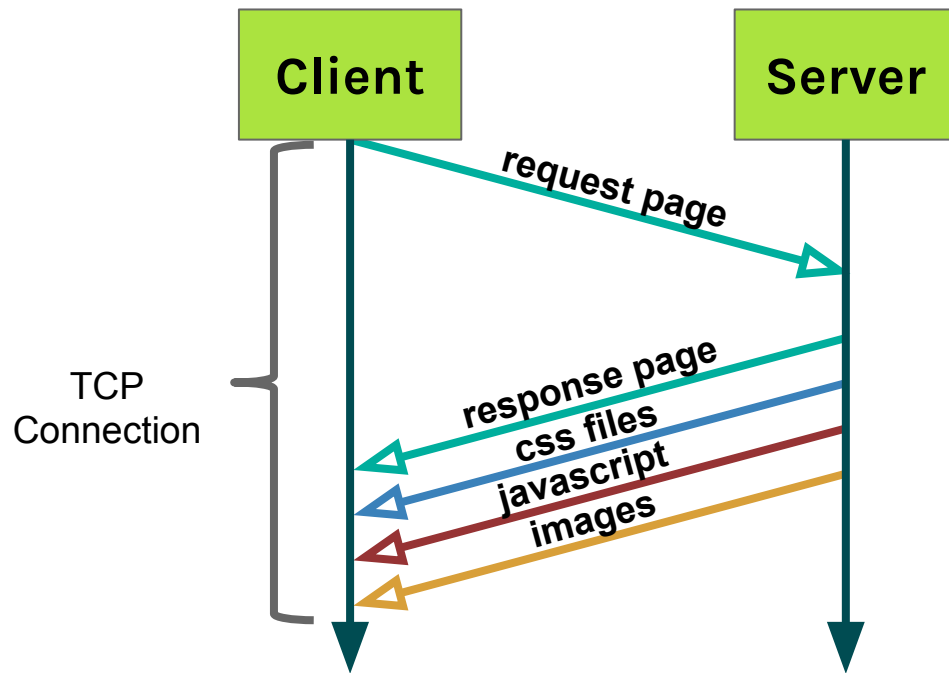 Client
Server
request page
response page
css files
javascript
images
TCP
Connection